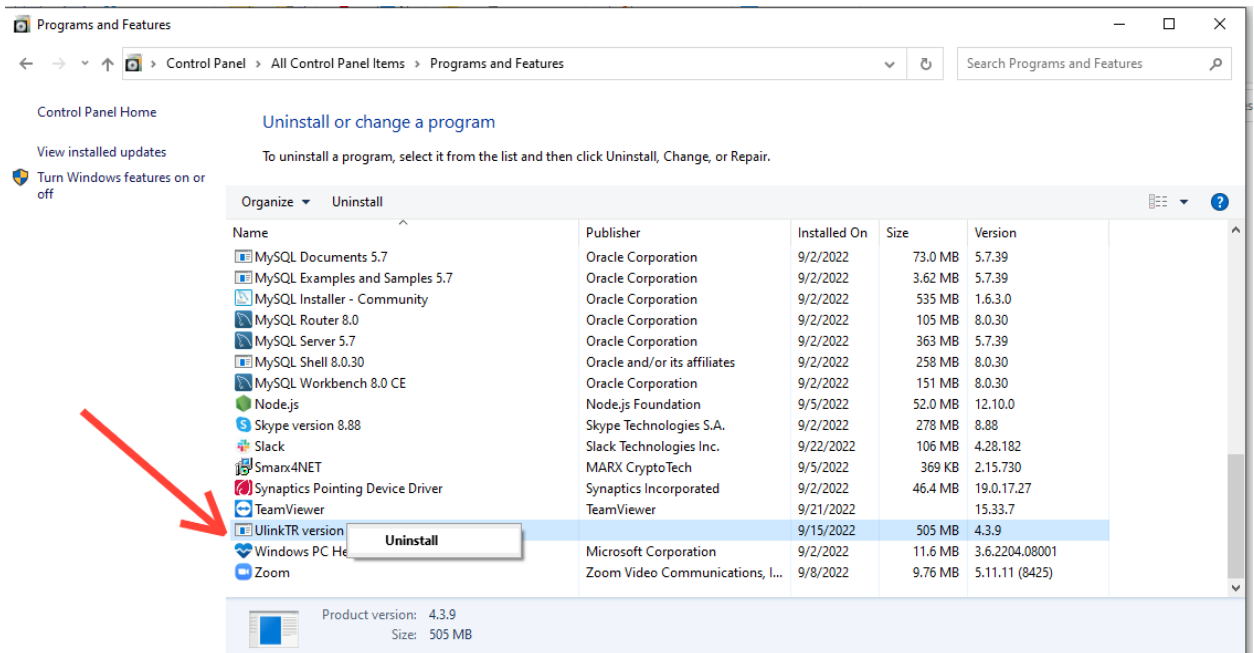 Programs and Features
Control Panel > All Control Panel Items > Programs and Features
Search Programs and Features
Control Panel Home
View installed updates
Turn Windows features on or
off
Uninstall or change a program
To uninstall a program, select it from the list and then click Uninstall, Change, or Repair.
Organize Uninstall
Name Publisher Installed On Size Version
MySQL Documents 5.7 Oracle Corporation 9/2/2022 73.0 MB 5.7.39
MySQL Examples and Samples 5.7 Oracle Corporation 9/2/2022 3.62 MB 5.7.39
MySQL Installer - Community Oracle Corporation 9/2/2022 535 MB 1.6.3.0
MySQL Router 8.0 Oracle Corporation 9/2/2022 105 MB 8.0.30
MySQL Server 5.7 Oracle Corporation 9/2/2022 363 MB 5.7.39
MySQL Shell 8.0.30 Oracle and/or its affiliates 9/2/2022 258 MB 8.0.30
MySQL Workbench 8.0 CE Oracle Corporation 9/2/2022 151 MB 8.0.30
Node.js Node.js Foundation 9/5/2022 52.0 MB 12.10.0
Skype version 8.88 Skype Technologies S.A. 9/2/2022 278 MB 8.88
Slack Slack Technologies Inc. 9/22/2022 106 MB 4.28.182
Smarx4NET MARX CryptoTech 9/5/2022 369 KB 2.15.730
Synaptics Pointing Device Driver Synaptics Incorporated 9/2/2022 46.4 MB 19.0.17.27
TeamViewer TeamViewer 9/21/2022 15.33.7
UlinkTR version 9/15/2022 505 MB 4.3.9
Uninstall
Windows PC He Microsoft Corporation 9/2/2022 11.6 MB 3.6.2204.08001
Zoom Zoom Video Communications, I... 9/8/2022 9.76 MB 5.11.11 (8425)
Product version: 4.3.9
Size: 505 MB